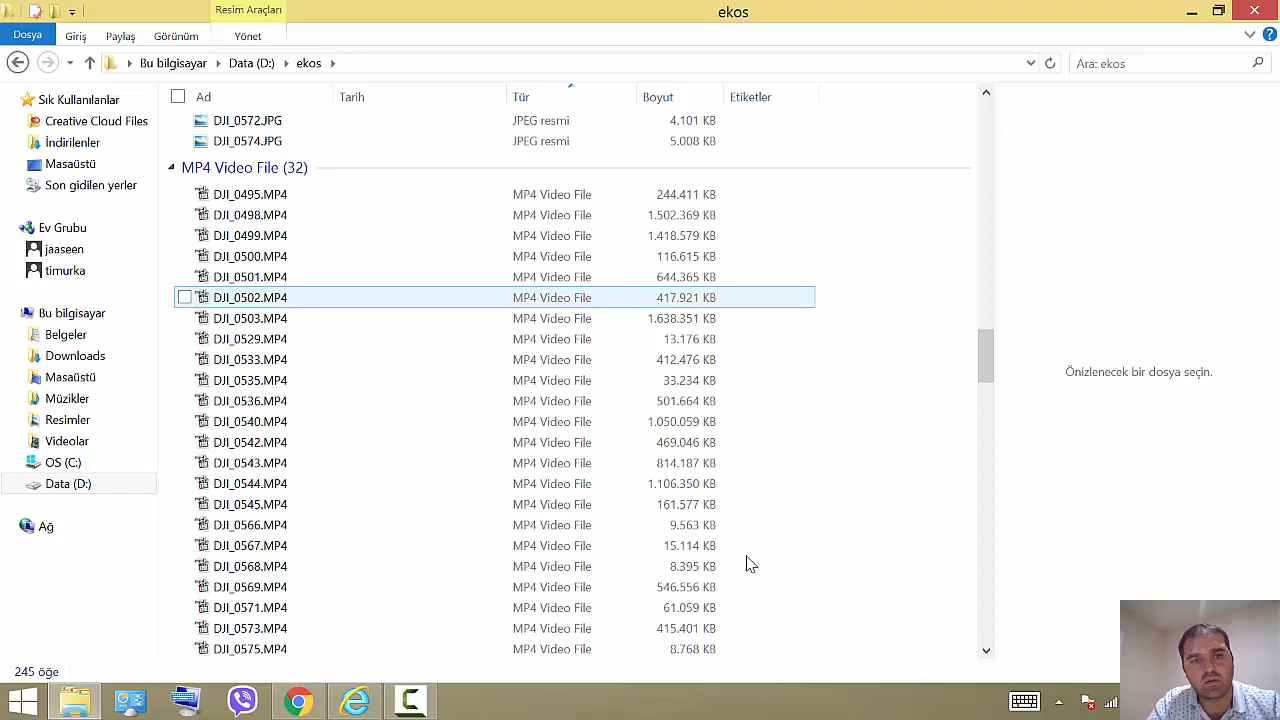 Resim Araçları
ekos
Dosya Giriş Paylaş Görünüm Yönet
Bu bilgisayar Data (D:) ekos
Ara: ekos
Sık Kullanılanlar
Creative Cloud Files
İndirilenler
Masaüstü
Son gidilen yerler
Ev Grubu
jaaseen
timurka
Bu bilgisayar
Belgeler
Downloads
Masaüstü
Müzikler
Resimler
Videolar
OS (C:)
Data (D:)
Ağ
Ad Tarih Tür Boyut Etiketler
DJI_0572.JPG JPEG resmi 4.101 KB
DJI_0574.JPG JPEG resmi 5.008 KB
MP4 Video File (32)
DJI_0495.MP4 MP4 Video File 244.411 KB
DJI_0498.MP4 MP4 Video File 1.502.369 KB
DJI_0499.MP4 MP4 Video File 1.418.579 KB
DJI_0500.MP4 MP4 Video File 116.615 KB
DJI_0501.MP4 MP4 Video File 644.365 KB
DJI_0502.MP4 MP4 Video File 417.921 KB
DJI_0503.MP4 MP4 Video File 1.638.351 KB
DJI_0529.MP4 MP4 Video File 13.176 KB
DJI_0533.MP4 MP4 Video File 412.476 KB
DJI_0535.MP4 MP4 Video File 33.234 KB
DJI_0536.MP4 MP4 Video File 501.664 KB
DJI_0540.MP4 MP4 Video File 1.050.059 KB
DJI_0542.MP4 MP4 Video File 469.046 KB
DJI_0543.MP4 MP4 Video File 814.187 KB
DJI_0544.MP4 MP4 Video File 1.106.350 KB
DJI_0545.MP4 MP4 Video File 161.577 KB
DJI_0566.MP4 MP4 Video File 9.563 KB
DJI_0567.MP4 MP4 Video File 15.114 KB
DJI_0568.MP4 MP4 Video File 8.395 KB
DJI_0569.MP4 MP4 Video File 546.556 KB
DJI_0571.MP4 MP4 Video File 61.059 KB
DJI_0573.MP4 MP4 Video File 415.401 KB
DJI_0575.MP4 MP4 Video File 8.768 KB
Önizlenecek bir dosya seçin.
245 öğe